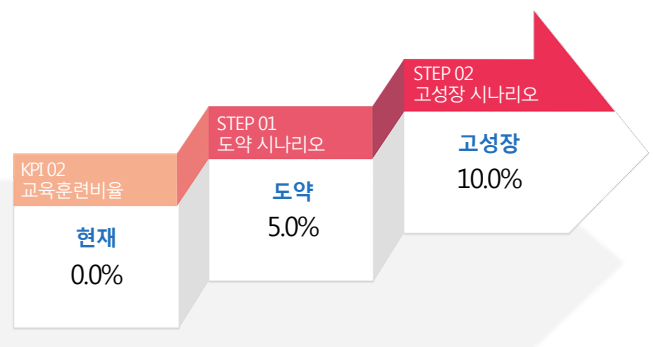 KPI 02
교육훈련비율
현재
0.0%
STEP 01
도약 시나리오
도약
5.0%
STEP 02
고성장 시나리오
고성장
10.0%